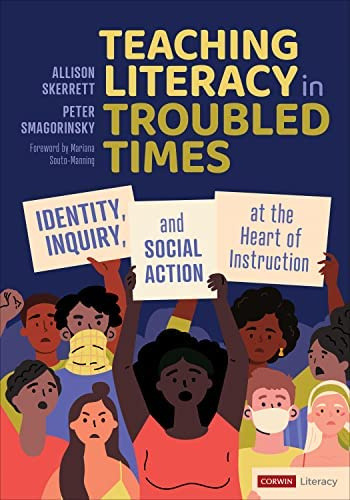 TEACHING
LITERACY in
TROUBLED
TIMES
ALLISON
SKERRETT
PETER
SMAGORINSKY
Foreword by Mariana
Souto-Manning
IDENTITY,
INQUIRY,
and
SOCIAL
ACTION
at the
Heart of
Instruction
CORWIN Literacy